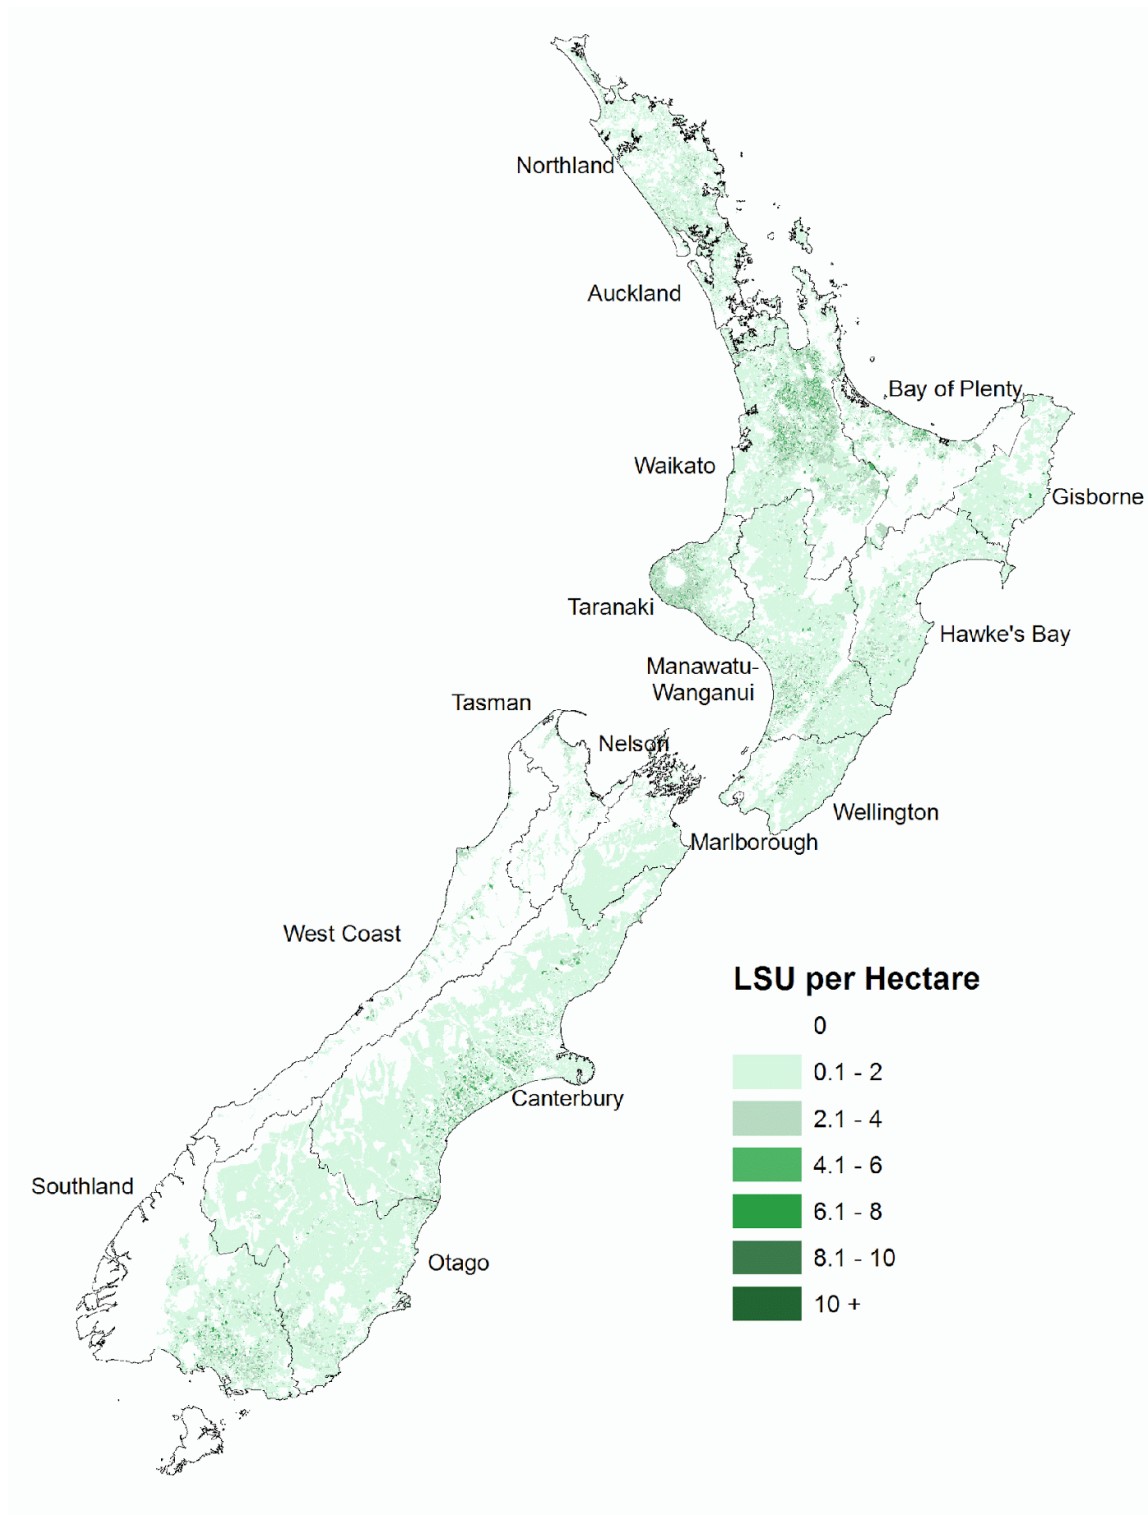 Northland
Auckland
Bay of Plenty
Waikato
Gisborne
Taranaki
Hawke's Bay
Manawatu-
Wanganui
Tasman
Nelson
Wellington
Marlborough
West Coast
LSU per Hectare
0
0.1 - 2
2.1 - 4
4.1 - 6
6.1 - 8
8.1 - 10
10 +
Canterbury
Southland
Otago